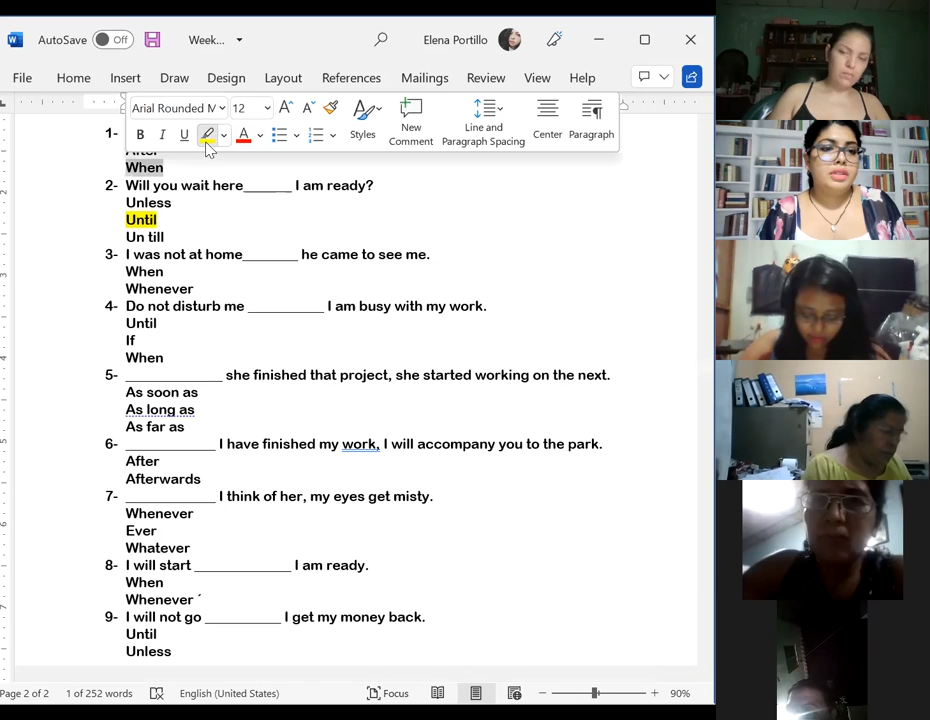 AutoSave Off Week... Elena Portillo
File Home Insert Draw Design Layout References Mailings Review View Help
Arial Rounded M 12
B I U A Styles New Comment Line and Paragraph Spacing Center Paragraph
1-
After
When
2- Will you wait here______ I am ready?
Unless
Until
Un till
3- I was not at home_______ he came to see me.
When
Whenever
4- Do not disturb me __________ I am busy with my work.
Until
If
When
5- _____________ she finished that project, she started working on the next.
As soon as
As long as
As far as
6- ____________ I have finished my work, I will accompany you to the park.
After
Afterwards
7- ____________ I think of her, my eyes get misty.
Whenever
Ever
Whatever
8- I will start _____________ I am ready.
When
Whenever ´
9- I will not go __________ I get my money back.
Until
Unless
Page 2 of 2 1 of 252 words English (United States) Focus 90%